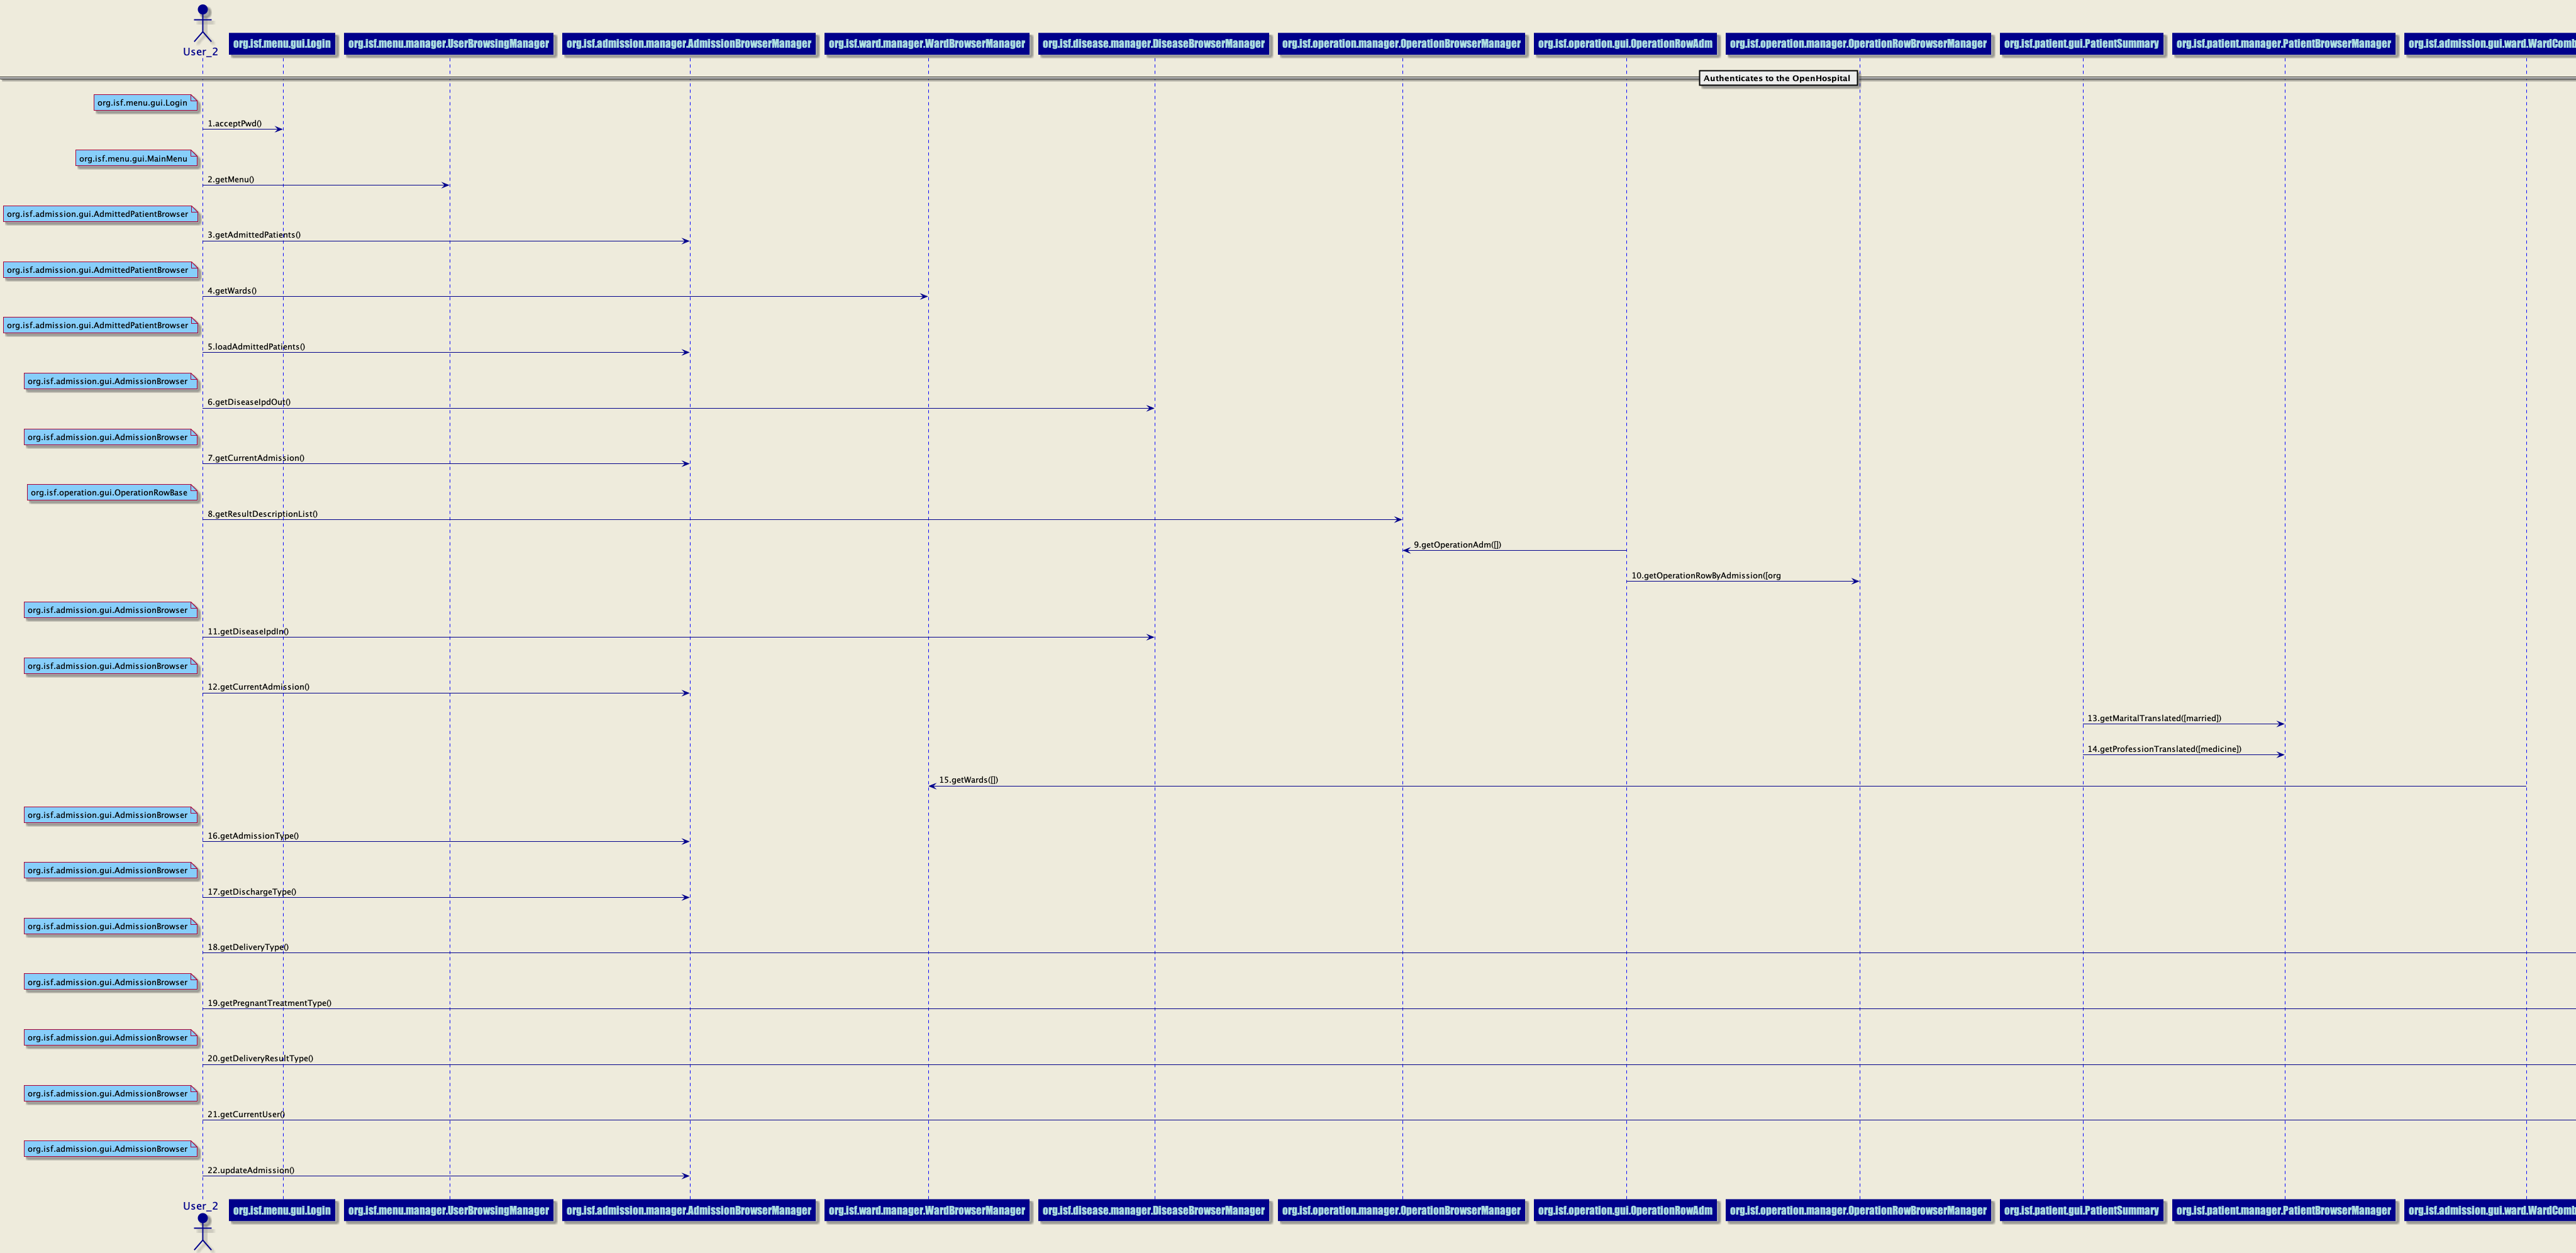 User_2
org.isf.menu.gui.Login
org.isf.menu.manager.UserBrowsingManager
org.isf.admission.manager.AdmissionBrowserManager
org.isf.ward.manager.WardBrowserManager
org.isf.disease.manager.DiseaseBrowserManager
org.isf.operation.manager.OperationBrowserManager
org.isf.operation.gui.OperationRowAdm
org.isf.operation.manager.OperationRowBrowserManager
org.isf.patient.gui.PatientSummary
org.isf.patient.manager.PatientBrowserManager
org.isf.admission.gui.ward.WardComb
Authenticates to the OpenHospital
org.isf.menu.gui.Login
1.acceptPwd()
org.isf.menu.gui.MainMenu
2.getMenu()
org.isf.admission.gui.AdmittedPatientBrowser
3.getAdmittedPatients()
org.isf.admission.gui.AdmittedPatientBrowser
4.getWards()
org.isf.admission.gui.AdmittedPatientBrowser
5.loadAdmittedPatients()
org.isf.admission.gui.AdmissionBrowser
6.getDiseaseIpdOut()
org.isf.admission.gui.AdmissionBrowser
7.getCurrentAdmission()
org.isf.operation.gui.OperationRowBase
8.getResultDescriptionList()
9.getOperationAdm([])
10.getOperationRowByAdmission([org
org.isf.admission.gui.AdmissionBrowser
11.getDiseaseIpdIn()
org.isf.admission.gui.AdmissionBrowser
12.getCurrentAdmission()
13.getMaritalTranslated([married])
14.getProfessionTranslated([medicine])
15.getWards([])
org.isf.admission.gui.AdmissionBrowser
16.getAdmissionType()
org.isf.admission.gui.AdmissionBrowser
17.getDischargeType()
org.isf.admission.gui.AdmissionBrowser
18.getDeliveryType()
org.isf.admission.gui.AdmissionBrowser
19.getPregnantTreatmentType()
org.isf.admission.gui.AdmissionBrowser
20.getDeliveryResultType()
org.isf.admission.gui.AdmissionBrowser
21.getCurrentUser()
org.isf.admission.gui.AdmissionBrowser
22.updateAdmission()
User_2
org.isf.menu.gui.Login
org.isf.menu.manager.UserBrowsingManager
org.isf.admission.manager.AdmissionBrowserManager
org.isf.ward.manager.WardBrowserManager
org.isf.disease.manager.DiseaseBrowserManager
org.isf.operation.manager.OperationBrowserManager
org.isf.operation.gui.OperationRowAdm
org.isf.operation.manager.OperationRowBrowserManager
org.isf.patient.gui.PatientSummary
org.isf.patient.manager.PatientBrowserManager
org.isf.admission.gui.ward.WardComb